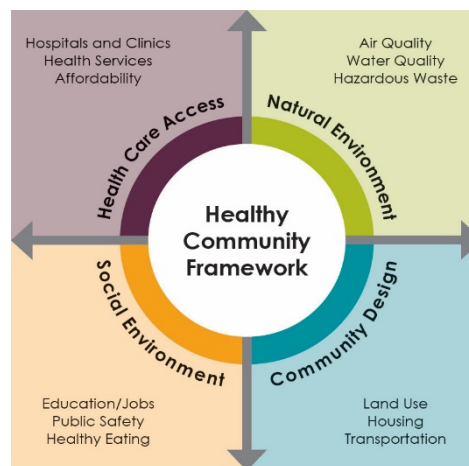 Hospitals and Clinics
Health Services
Affordability
Air Quality
Water Quality
Hazardous Waste
Health Care Access
Natural Environment
Healthy
Community
Framework
Social Environment
Community Design
Education/Jobs
Public Safety
Healthy Eating
Land Use
Housing
Transportation